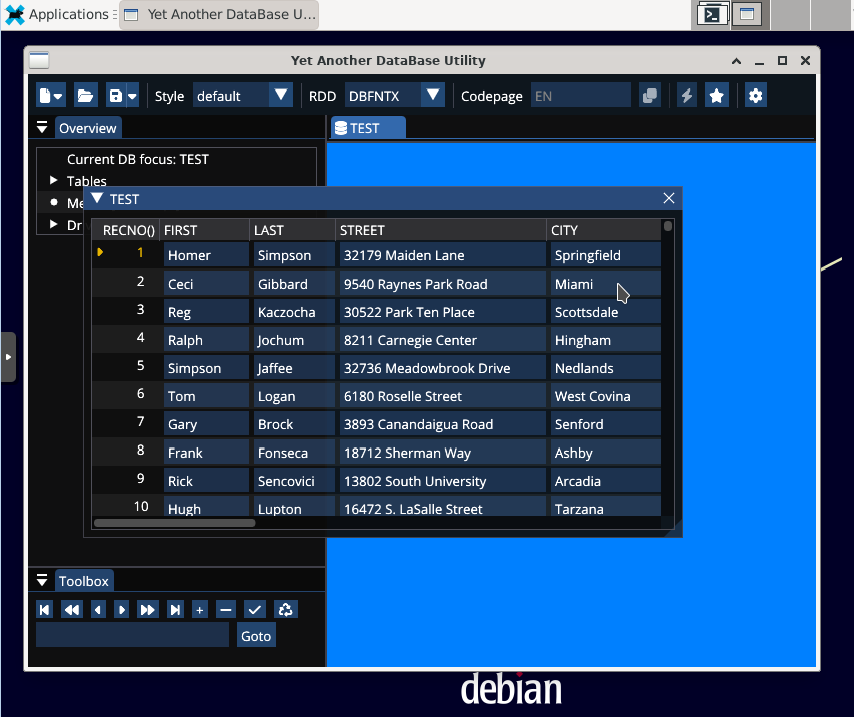 Applications
Yet Another DataBase U...
Yet Another DataBase Utility
Style default RDD DBFNTX Codepage EN
Overview
TEST
Current DB focus: TEST
Tables
Me
Dr
TEST
RECNO() FIRST LAST STREET CITY
1 Homer Simpson 32179 Maiden Lane Springfield
2 Ceci Gibbard 9540 Raynes Park Road Miami
3 Reg Kaczocha 30522 Park Ten Place Scottsdale
4 Ralph Jochum 8211 Carnegie Center Hingham
5 Simpson Jaffee 32736 Meadowbrook Drive Nedlands
6 Tom Logan 6180 Roselle Street West Covina
7 Gary Brock 3893 Canandaigua Road Senford
8 Frank Fonseca 18712 Sherman Way Ashby
9 Rick Sencovici 13802 South University Arcadia
10 Hugh Lupton 16472 S. LaSalle Street Tarzana
Toolbox
Goto
debian